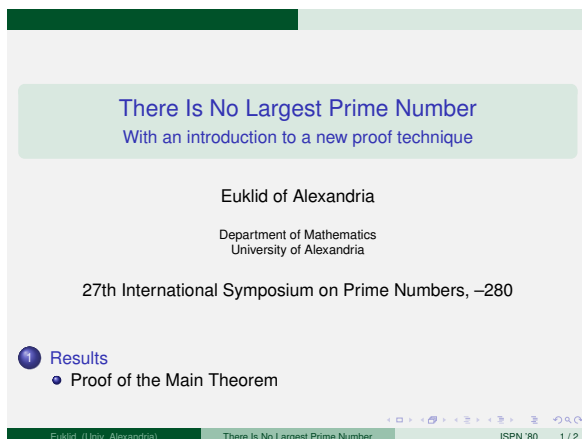 There Is No Largest Prime Number
With an introduction to a new proof technique
Euklid of Alexandria
Department of Mathematics
University of Alexandria
27th International Symposium on Prime Numbers, –280
1 Results
Proof of the Main Theorem
Euklid (Univ. Alexandria) There Is No Largest Prime Number ISPN '80 1 / 2